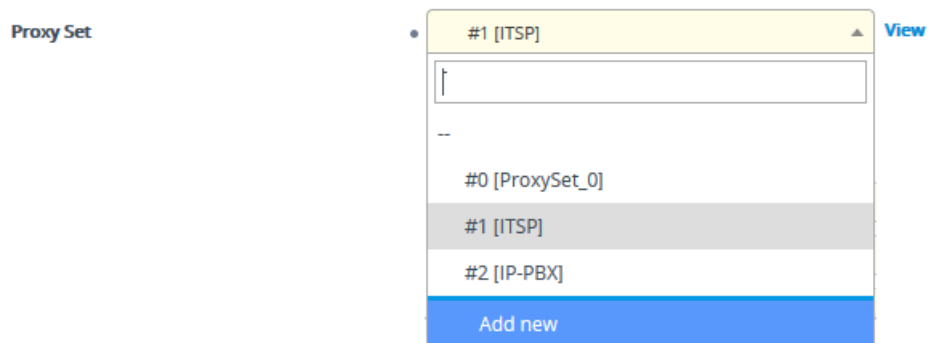 Proxy Set #1 [ITSP] View
--
#0 [ProxySet_0]
#1 [ITSP]
#2 [IP-PBX]
Add new